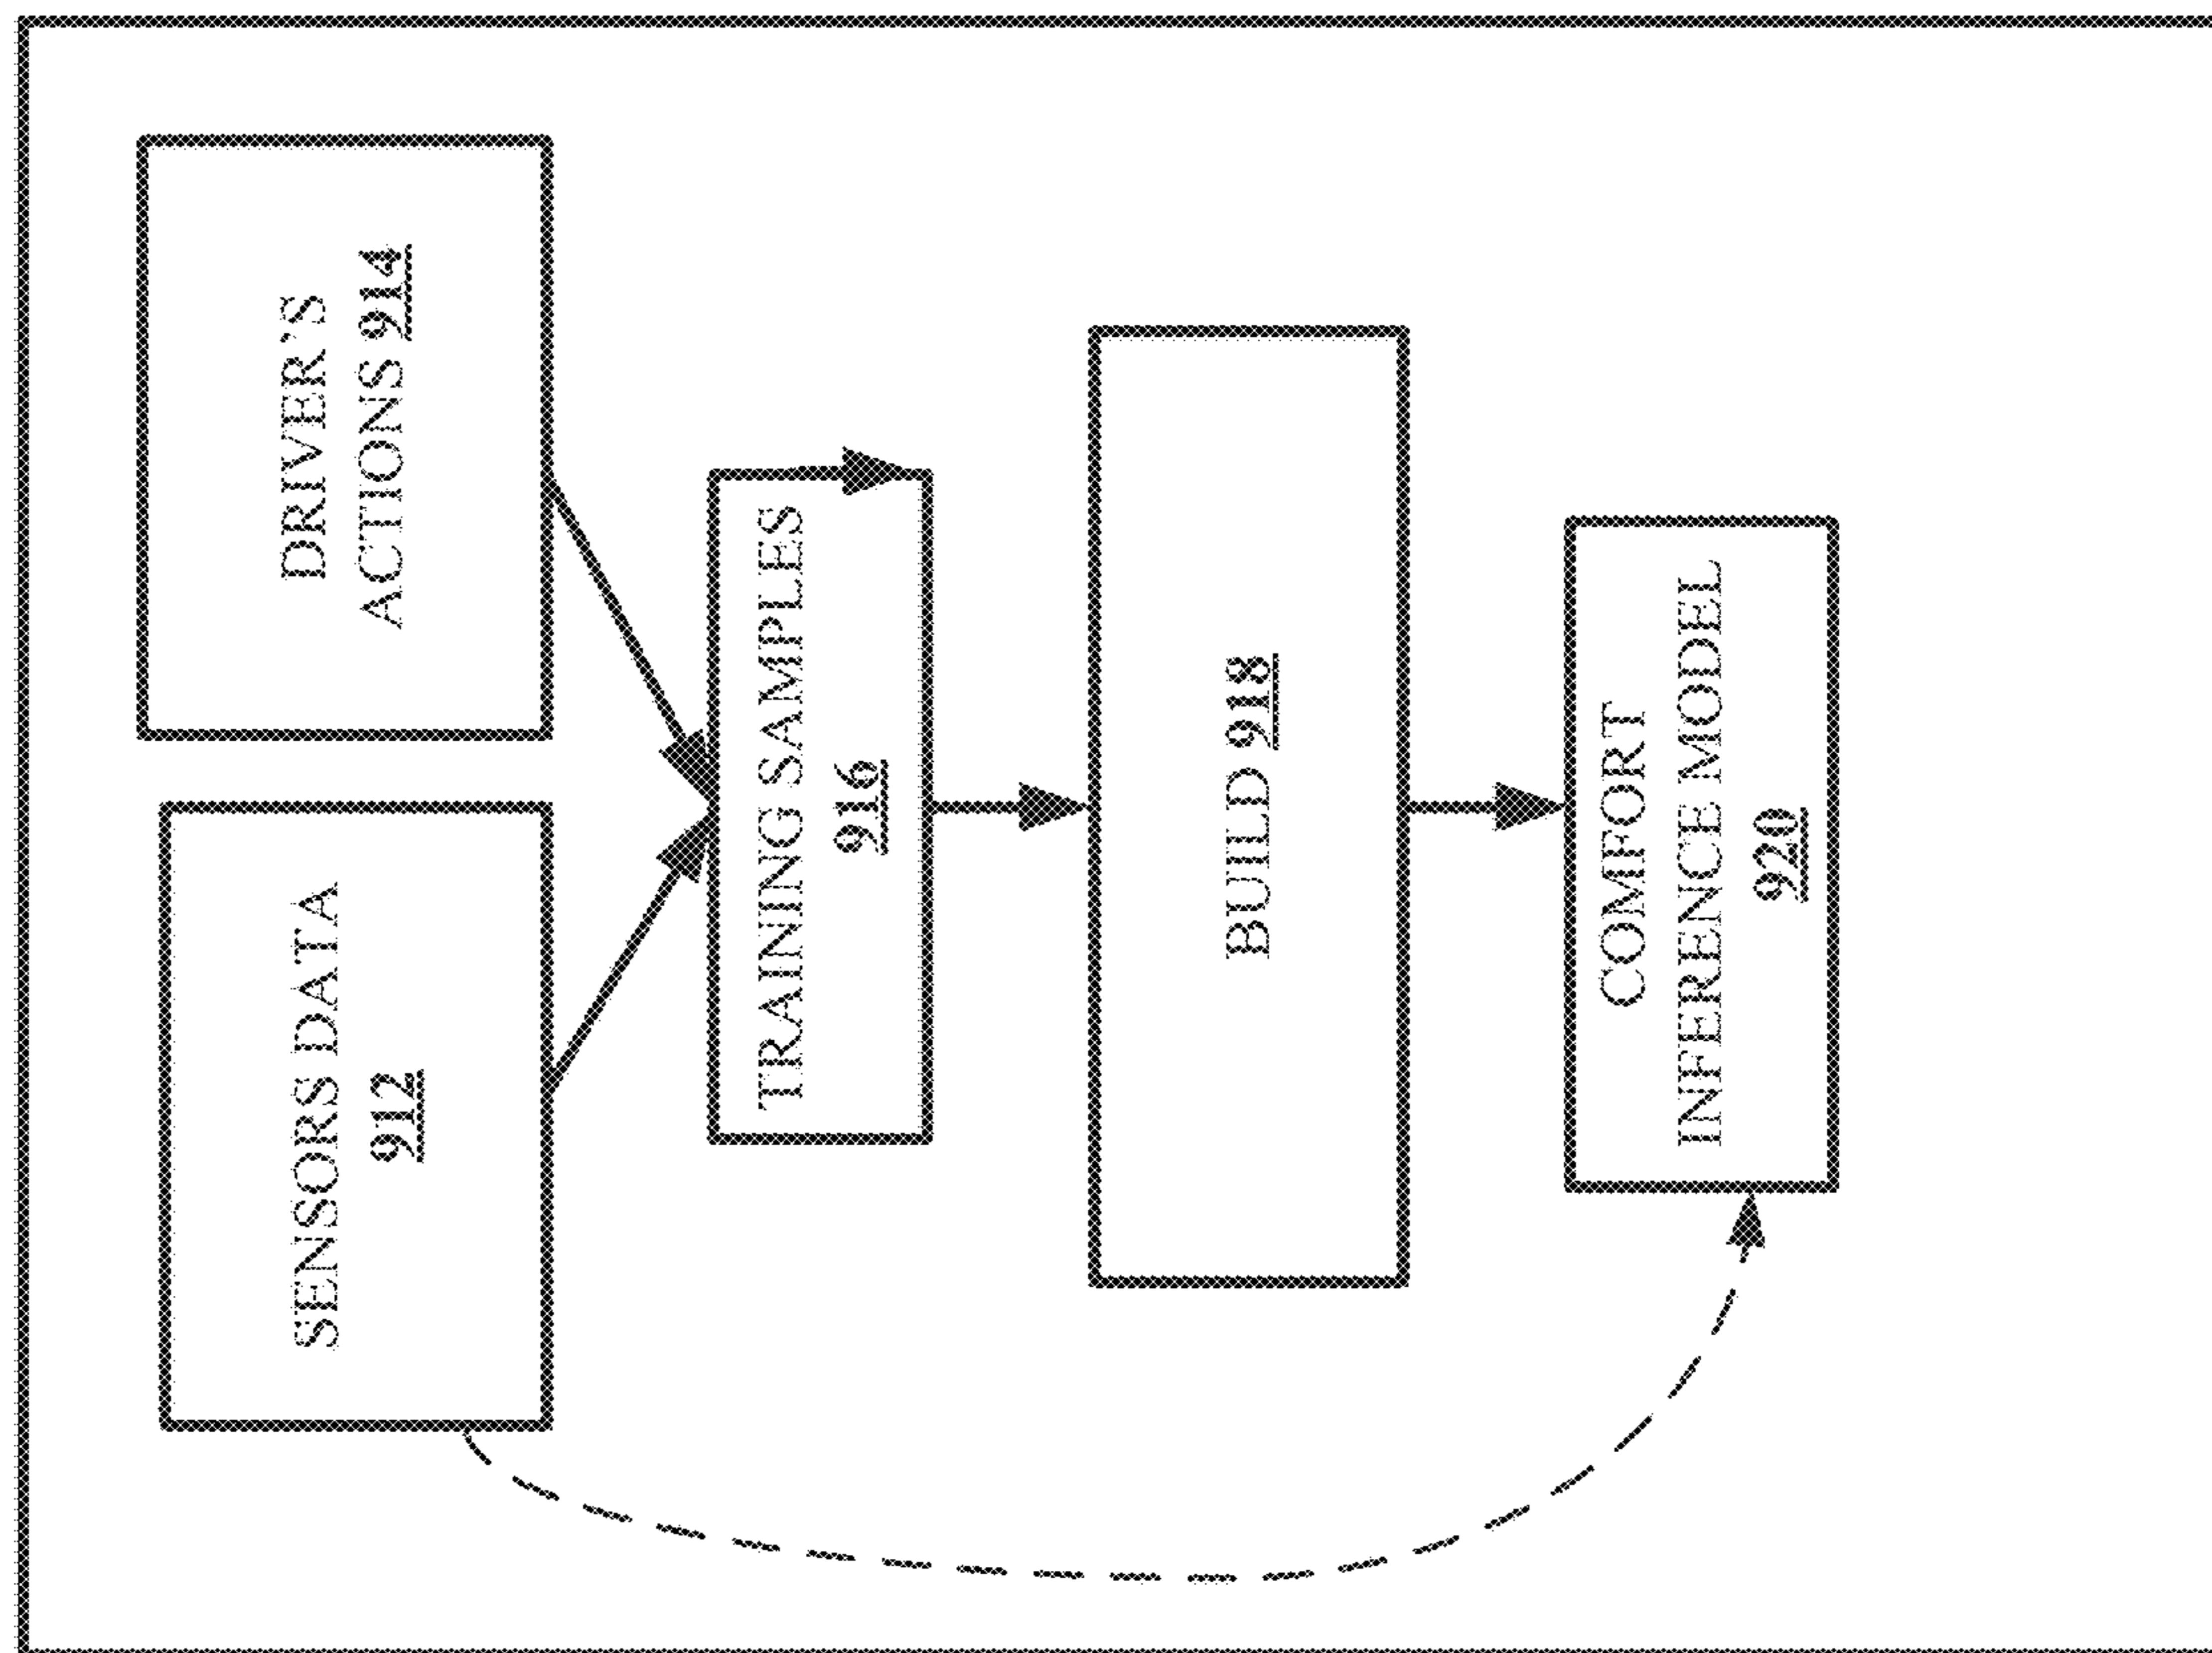 SENSORS DATA
912
DRIVER'S
ACTIONS 914
TRAINING SAMPLES
916
BUILD 918
COMFORT
INFERENCE MODEL
920